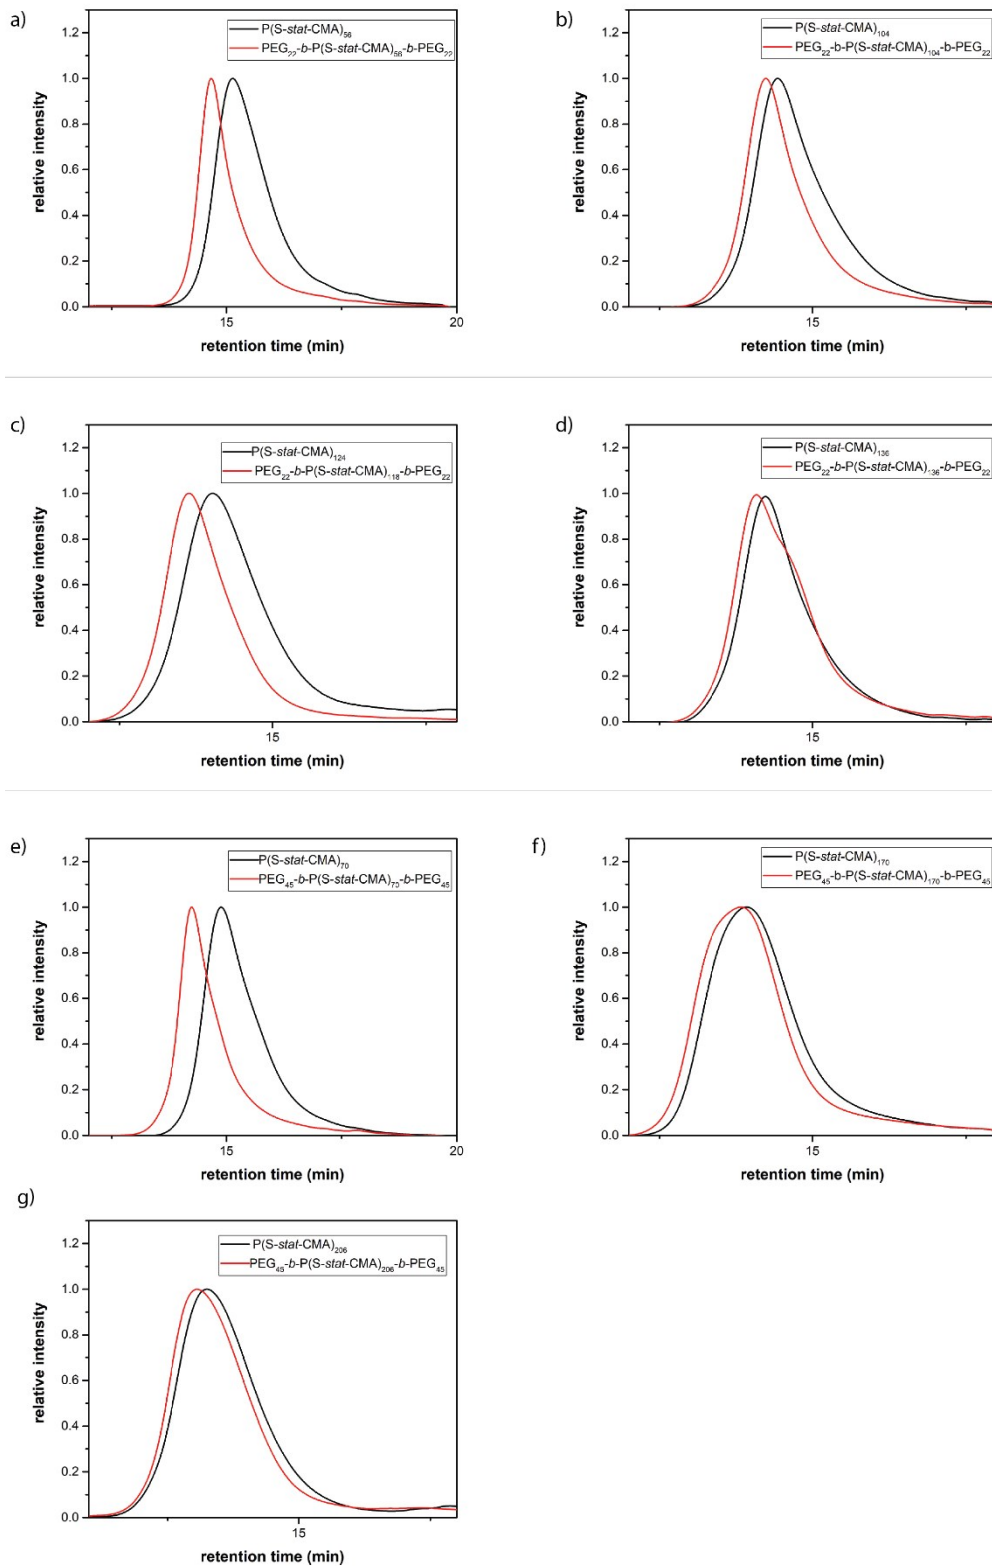 a)
P(S-stat-CMA)₅₆
PEG₂₂-b-P(S-stat-CMA)₅₆-b-PEG₂₂
1.2
1.0
0.8
0.6
0.4
0.2
0.0
relative intensity
15
20
retention time (min)
b)
P(S-stat-CMA)₁₀₄
PEG₂₂-b-P(S-stat-CMA)₁₀₄-b-PEG₂₂
1.2
1.0
0.8
0.6
0.4
0.2
0.0
relative intensity
15
retention time (min)
c)
P(S-stat-CMA)₁₂₄
PEG₂₂-b-P(S-stat-CMA)₁₁₈-b-PEG₂₂
1.2
1.0
0.8
0.6
0.4
0.2
0.0
relative intensity
15
retention time (min)
d)
P(S-stat-CMA)₁₃₆
PEG₂₂-b-P(S-stat-CMA)₁₃₆-b-PEG₂₂
1.2
1.0
0.8
0.6
0.4
0.2
0.0
relative intensity
15
retention time (min)
e)
P(S-stat-CMA)₇₀
PEG₄₅-b-P(S-stat-CMA)₇₀-b-PEG₄₅
1.2
1.0
0.8
0.6
0.4
0.2
0.0
relative intensity
15
20
retention time (min)
f)
P(S-stat-CMA)₁₇₀
PEG₄₅-b-P(S-stat-CMA)₁₇₀-b-PEG₄₅
1.2
1.0
0.8
0.6
0.4
0.2
0.0
relative intensity
15
retention time (min)
g)
P(S-stat-CMA)₂₀₆
PEG₄₅-b-P(S-stat-CMA)₂₀₆-b-PEG₄₅
1.2
1.0
0.8
0.6
0.4
0.2
0.0
relative intensity
15
retention time (min)